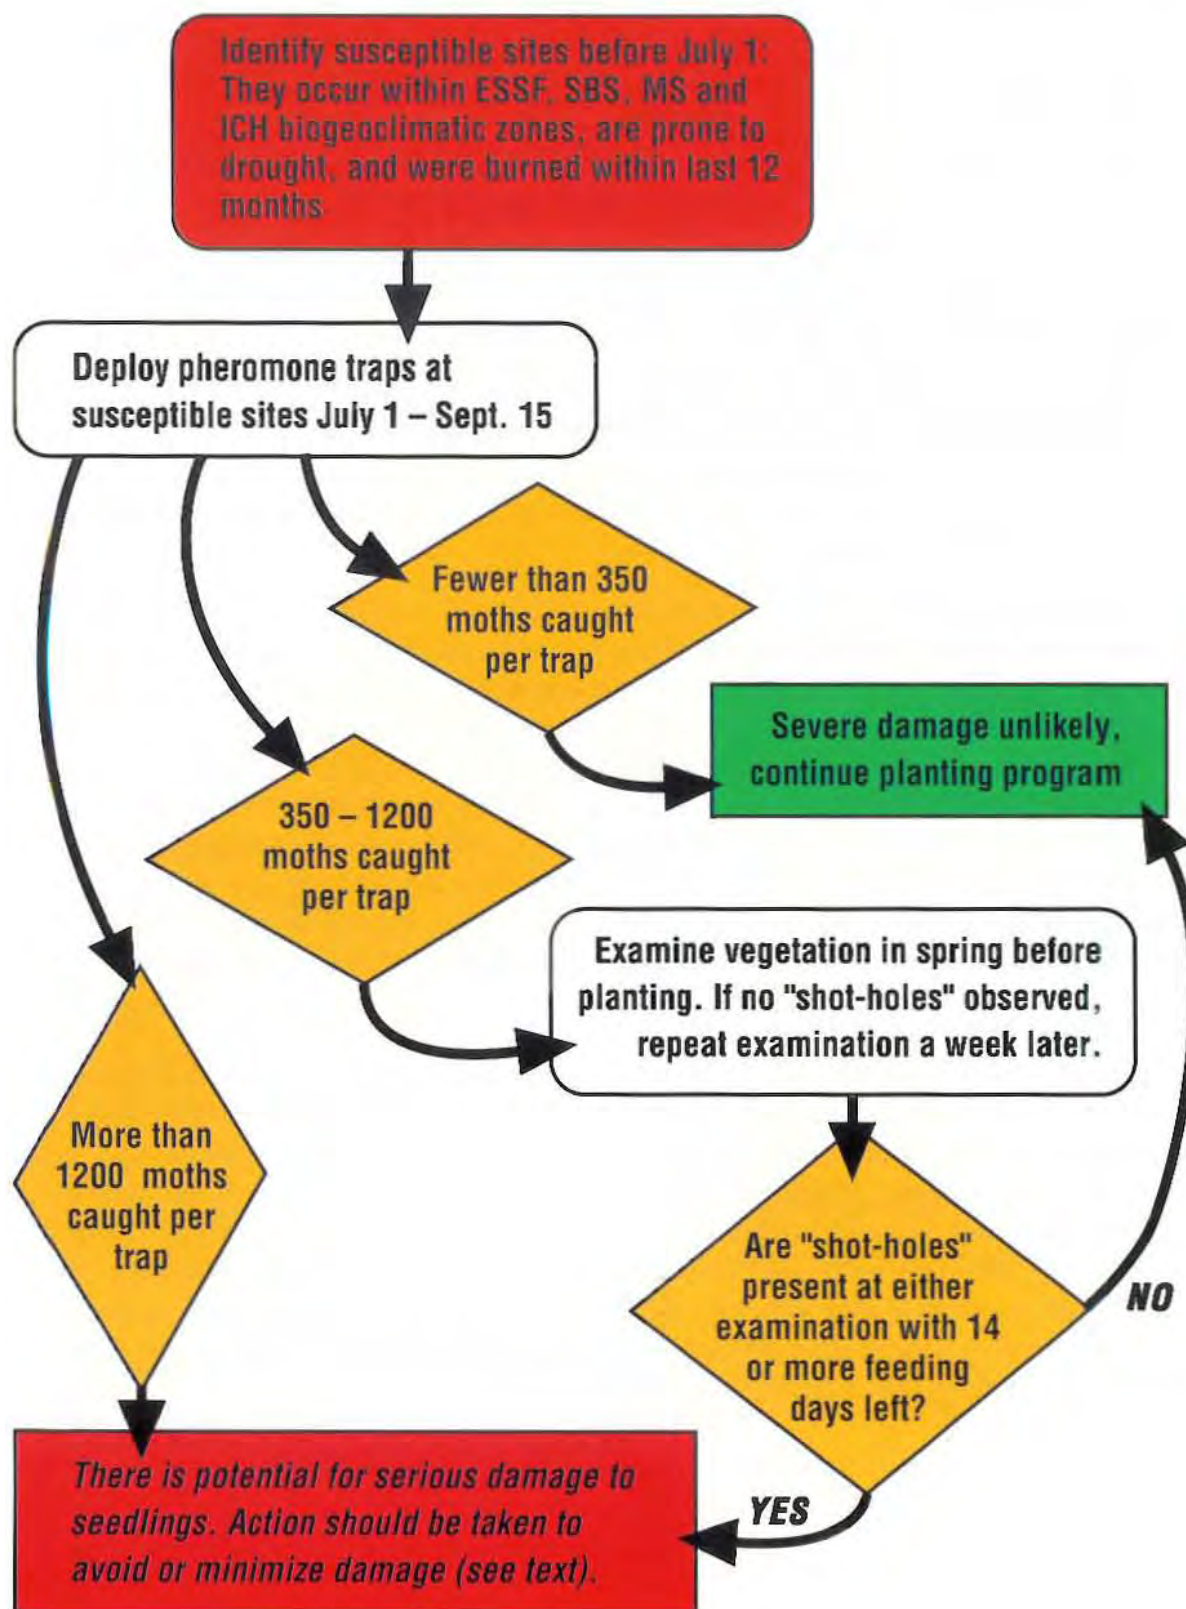 Identify susceptible sites before July 1:
They occur within ESSF, SBS, MS and
ICH biogeoclimatic zones, are prone to
drought, and were burned within last 12
months
Deploy pheromone traps at
susceptible sites July 1 – Sept. 15
Fewer than 350
moths caught
per trap
Severe damage unlikely,
continue planting program
350 – 1200
moths caught
per trap
Examine vegetation in spring before
planting. If no "shot-holes" observed,
repeat examination a week later.
More than
1200 moths
caught per
trap
Are "shot-holes"
present at either
examination with 14
or more feeding
days left?
NO
YES
There is potential for serious damage to
seedlings. Action should be taken to
avoid or minimize damage (see text).